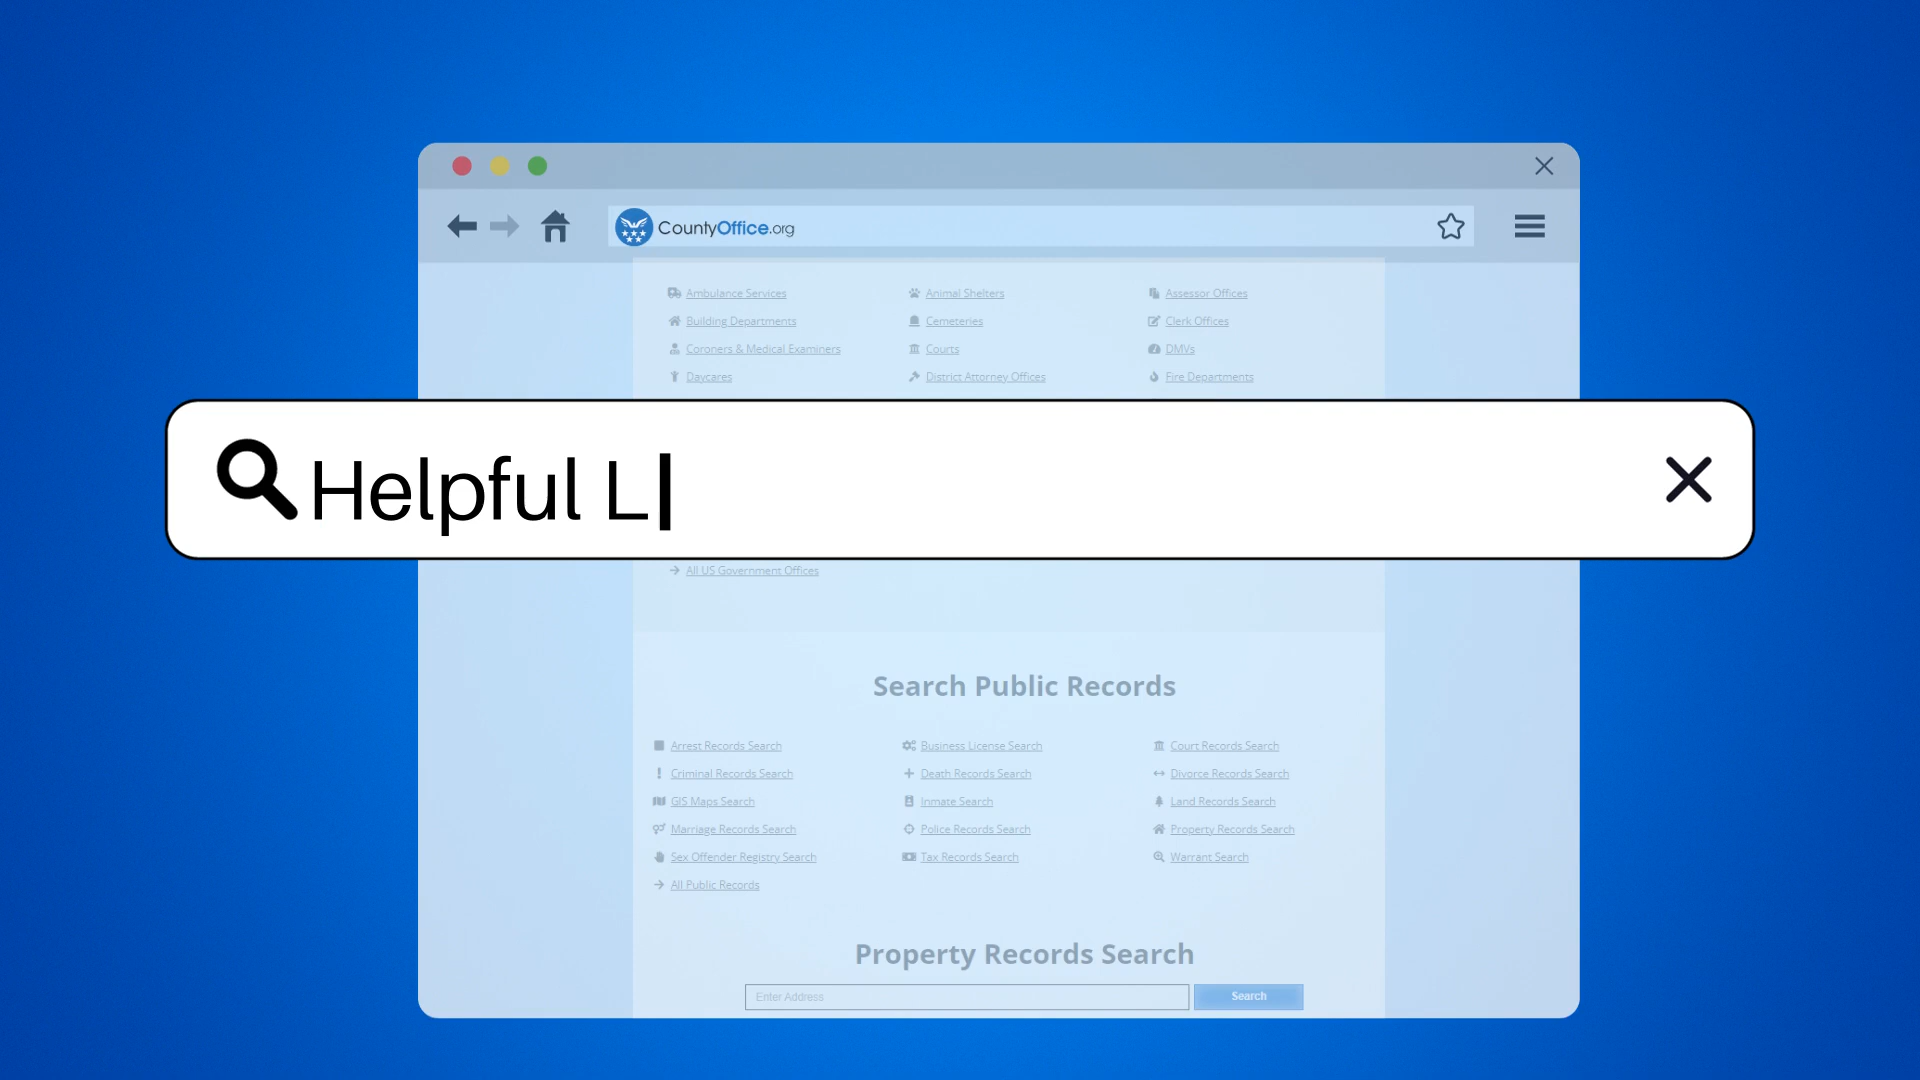 CountyOffice.org
Ambulance Services Animal Shelters Assessor Offices
Building Departments Cemeteries Clerk Offices
Coroners & Medical Examiners Courts DMVs
Daycares District Attorney Offices Fire Departments
Helpful L
All US Government Offices
Search Public Records
Arrest Records Search Business License Search Court Records Search
Criminal Records Search Death Records Search Divorce Records Search
GIS Maps Search Inmate Search Land Records Search
Marriage Records Search Police Records Search Property Records Search
Sex Offender Registry Search Tax Records Search Warrant Search
All Public Records
Property Records Search
Enter Address Search